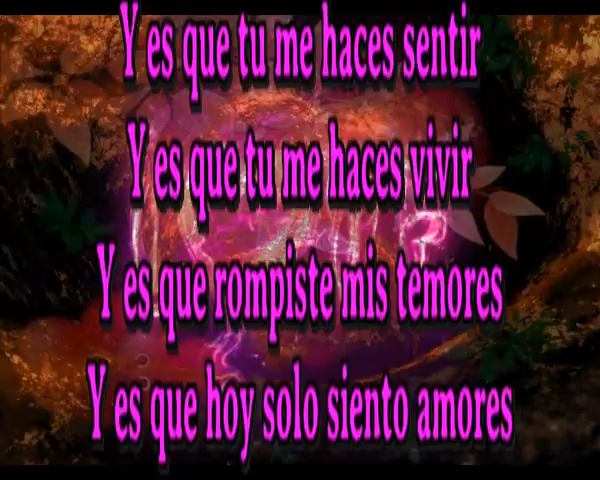 Y es que tu me haces sentir
Y es que tu me haces vivir
Y es que rompiste mis temores
Y es que hoy solo siento amores